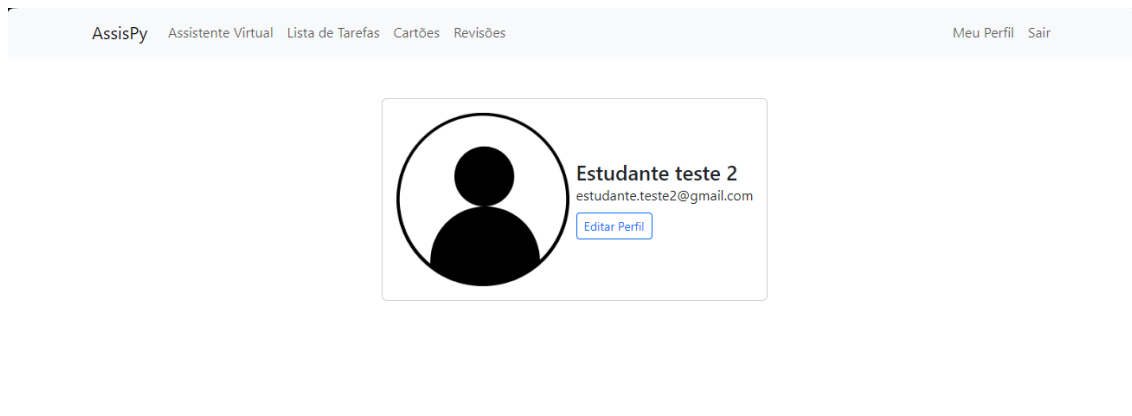 AssisPy Assistente Virtual Lista de Tarefas Cartões Revisões Meu Perfil Sair
Estudante teste 2
estudante.teste2@gmail.com
Editar Perfil